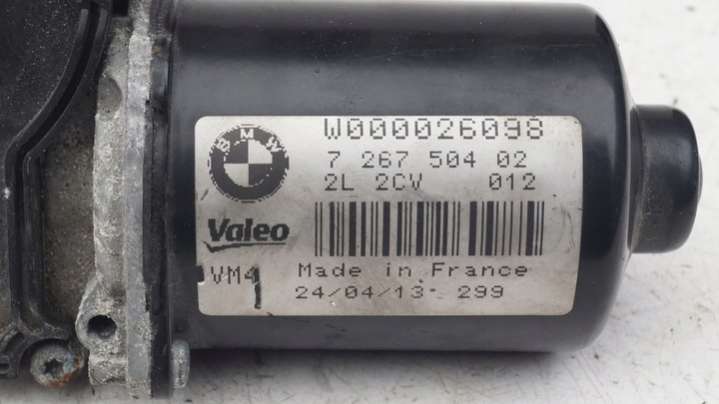 W000026098
BMW
7 267 504 02
2L 2CV 012
Valeo
VM4
Made in France
24/04/13- 299